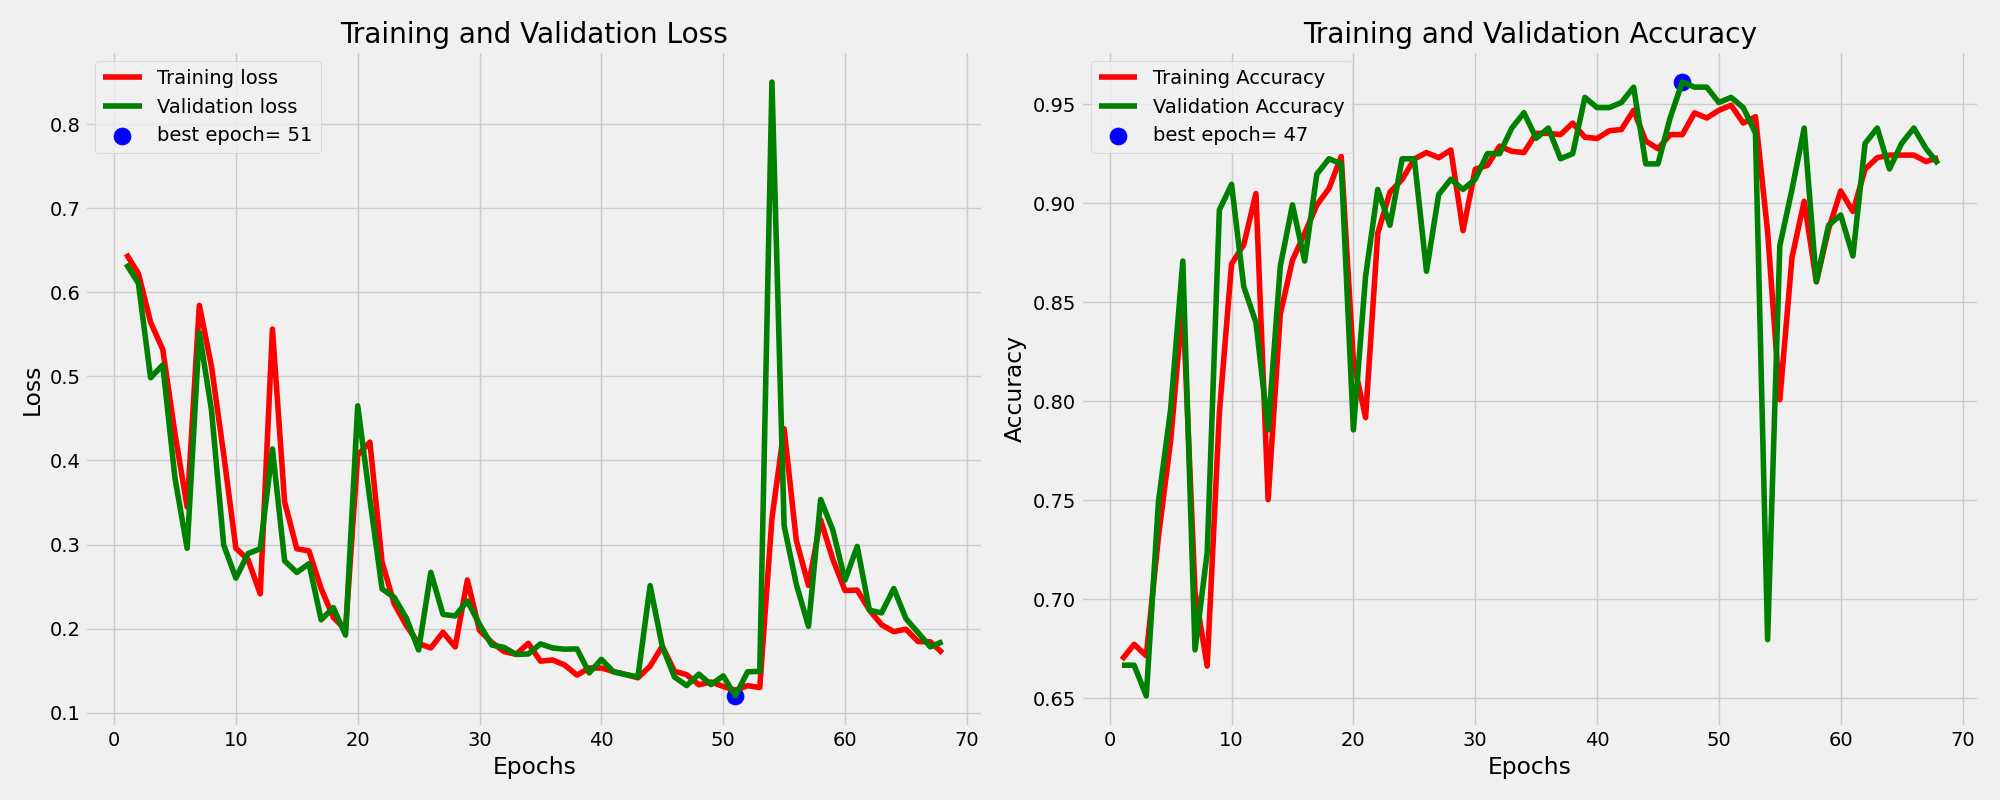 Training and Validation Loss
Training loss
Validation loss
best epoch= 51
Loss
0.8
0.7
0.6
0.5
0.4
0.3
0.2
0.1
0 10 20 30 40 50 60 70
Epochs
Training and Validation Accuracy
Training Accuracy
Validation Accuracy
best epoch= 47
Accuracy
0.95
0.90
0.85
0.80
0.75
0.70
0.65
0 10 20 30 40 50 60 70
Epochs